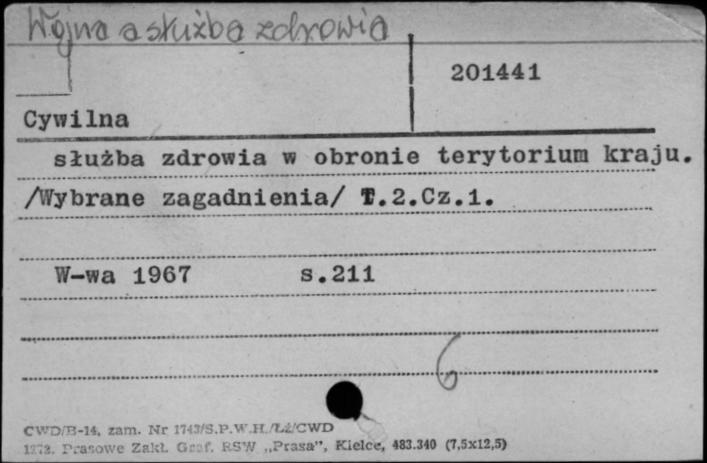 Wojna a służba zdrowia
201441
Cywilna
służba zdrowia w obronie terytorium kraju.
/Wybrane zagadnienia/ T.2.Cz.1.
W-wa 1967 s.211
6
CWD/B-14, zam. Nr 1743/S.P.W.H./ŁŹ/CWD
Prasowe Zakł. Graf. RSW „Prasa”, Kielce, 483.340 (7,5x12,5)